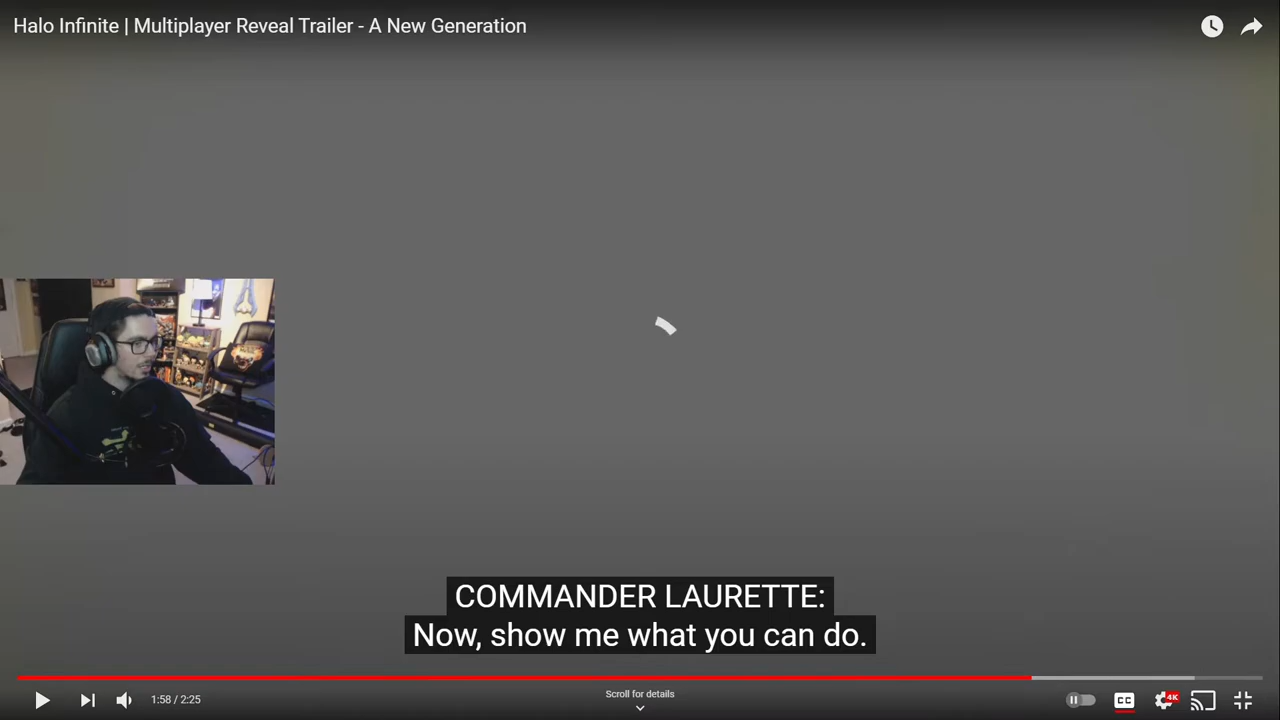 Halo Infinite | Multiplayer Reveal Trailer - A New Generation
COMMANDER LAURETTE:
Now, show me what you can do.
1:58 / 2:25
Scroll for details
CC
4K